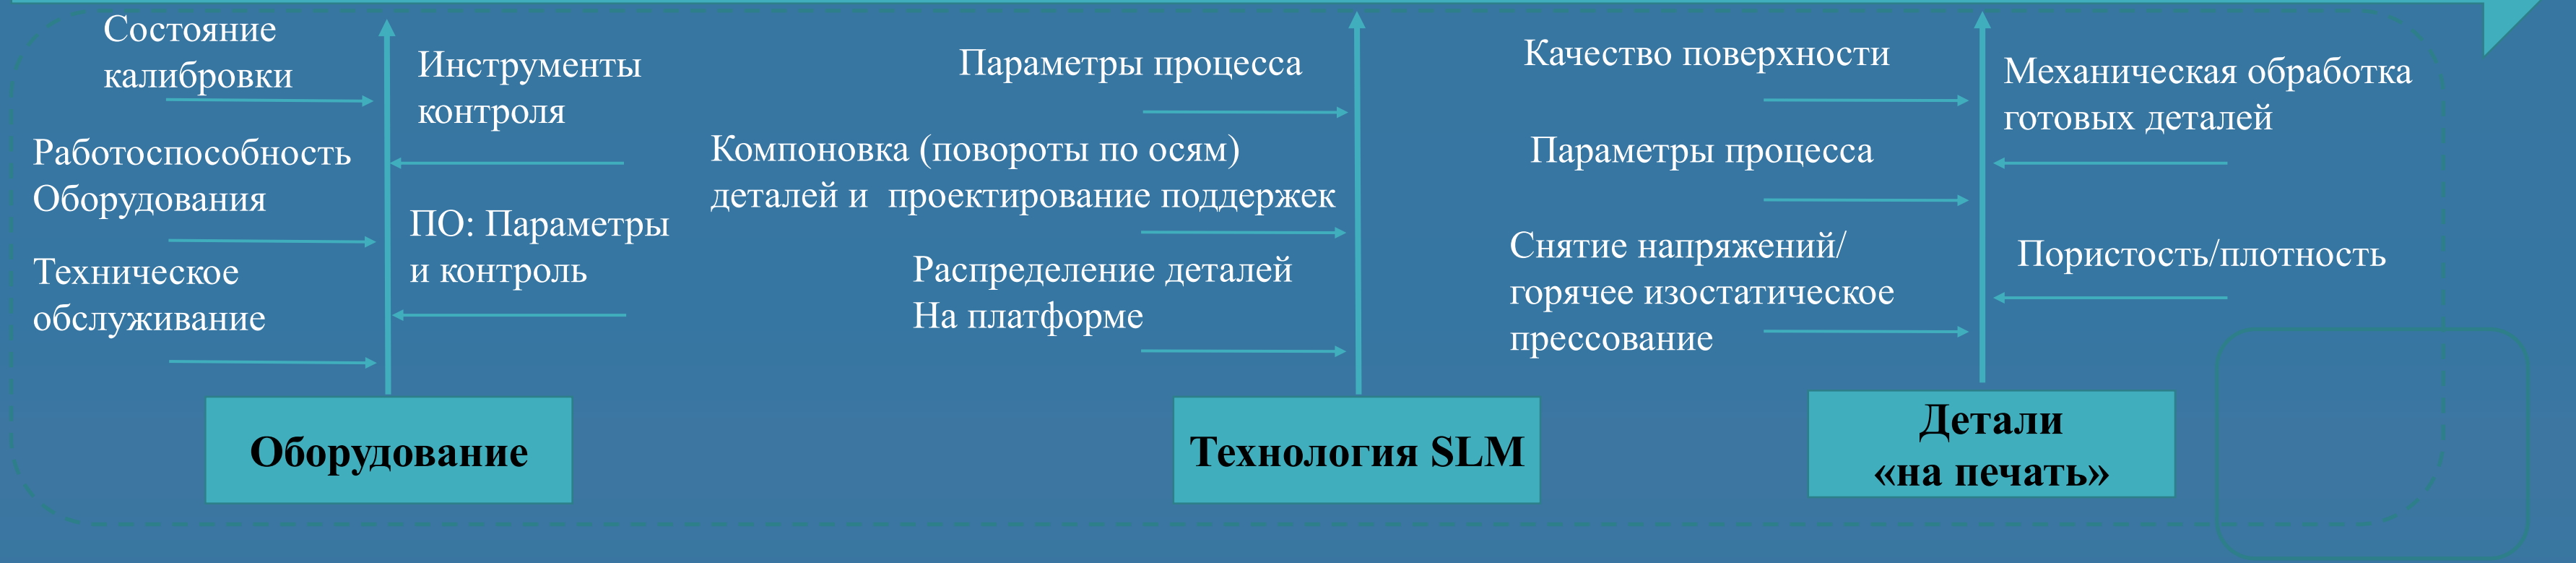 Состояние
калибровки
Инструменты
контроля
Работоспособность
Оборудования
ПО: Параметры
и контроль
Техническое
обслуживание
Оборудование
Параметры процесса
Компоновка (повороты по осям)
деталей и  проектирование поддержек
Распределение деталей
На платформе
Технология SLM
Качество поверхности
Механическая обработка
готовых деталей
Параметры процесса
Снятие напряжений/
горячее изостатическое
прессование
Пористость/плотность
Детали
«на печать»